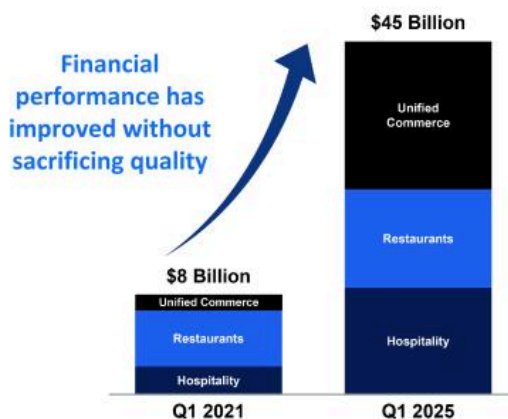 Financial
performance has
improved without
sacrificing quality
$45 Billion
Unified
Commerce
Restaurants
Hospitality
$8 Billion
Unified Commerce
Restaurants
Hospitality
Q1 2021
Q1 2025